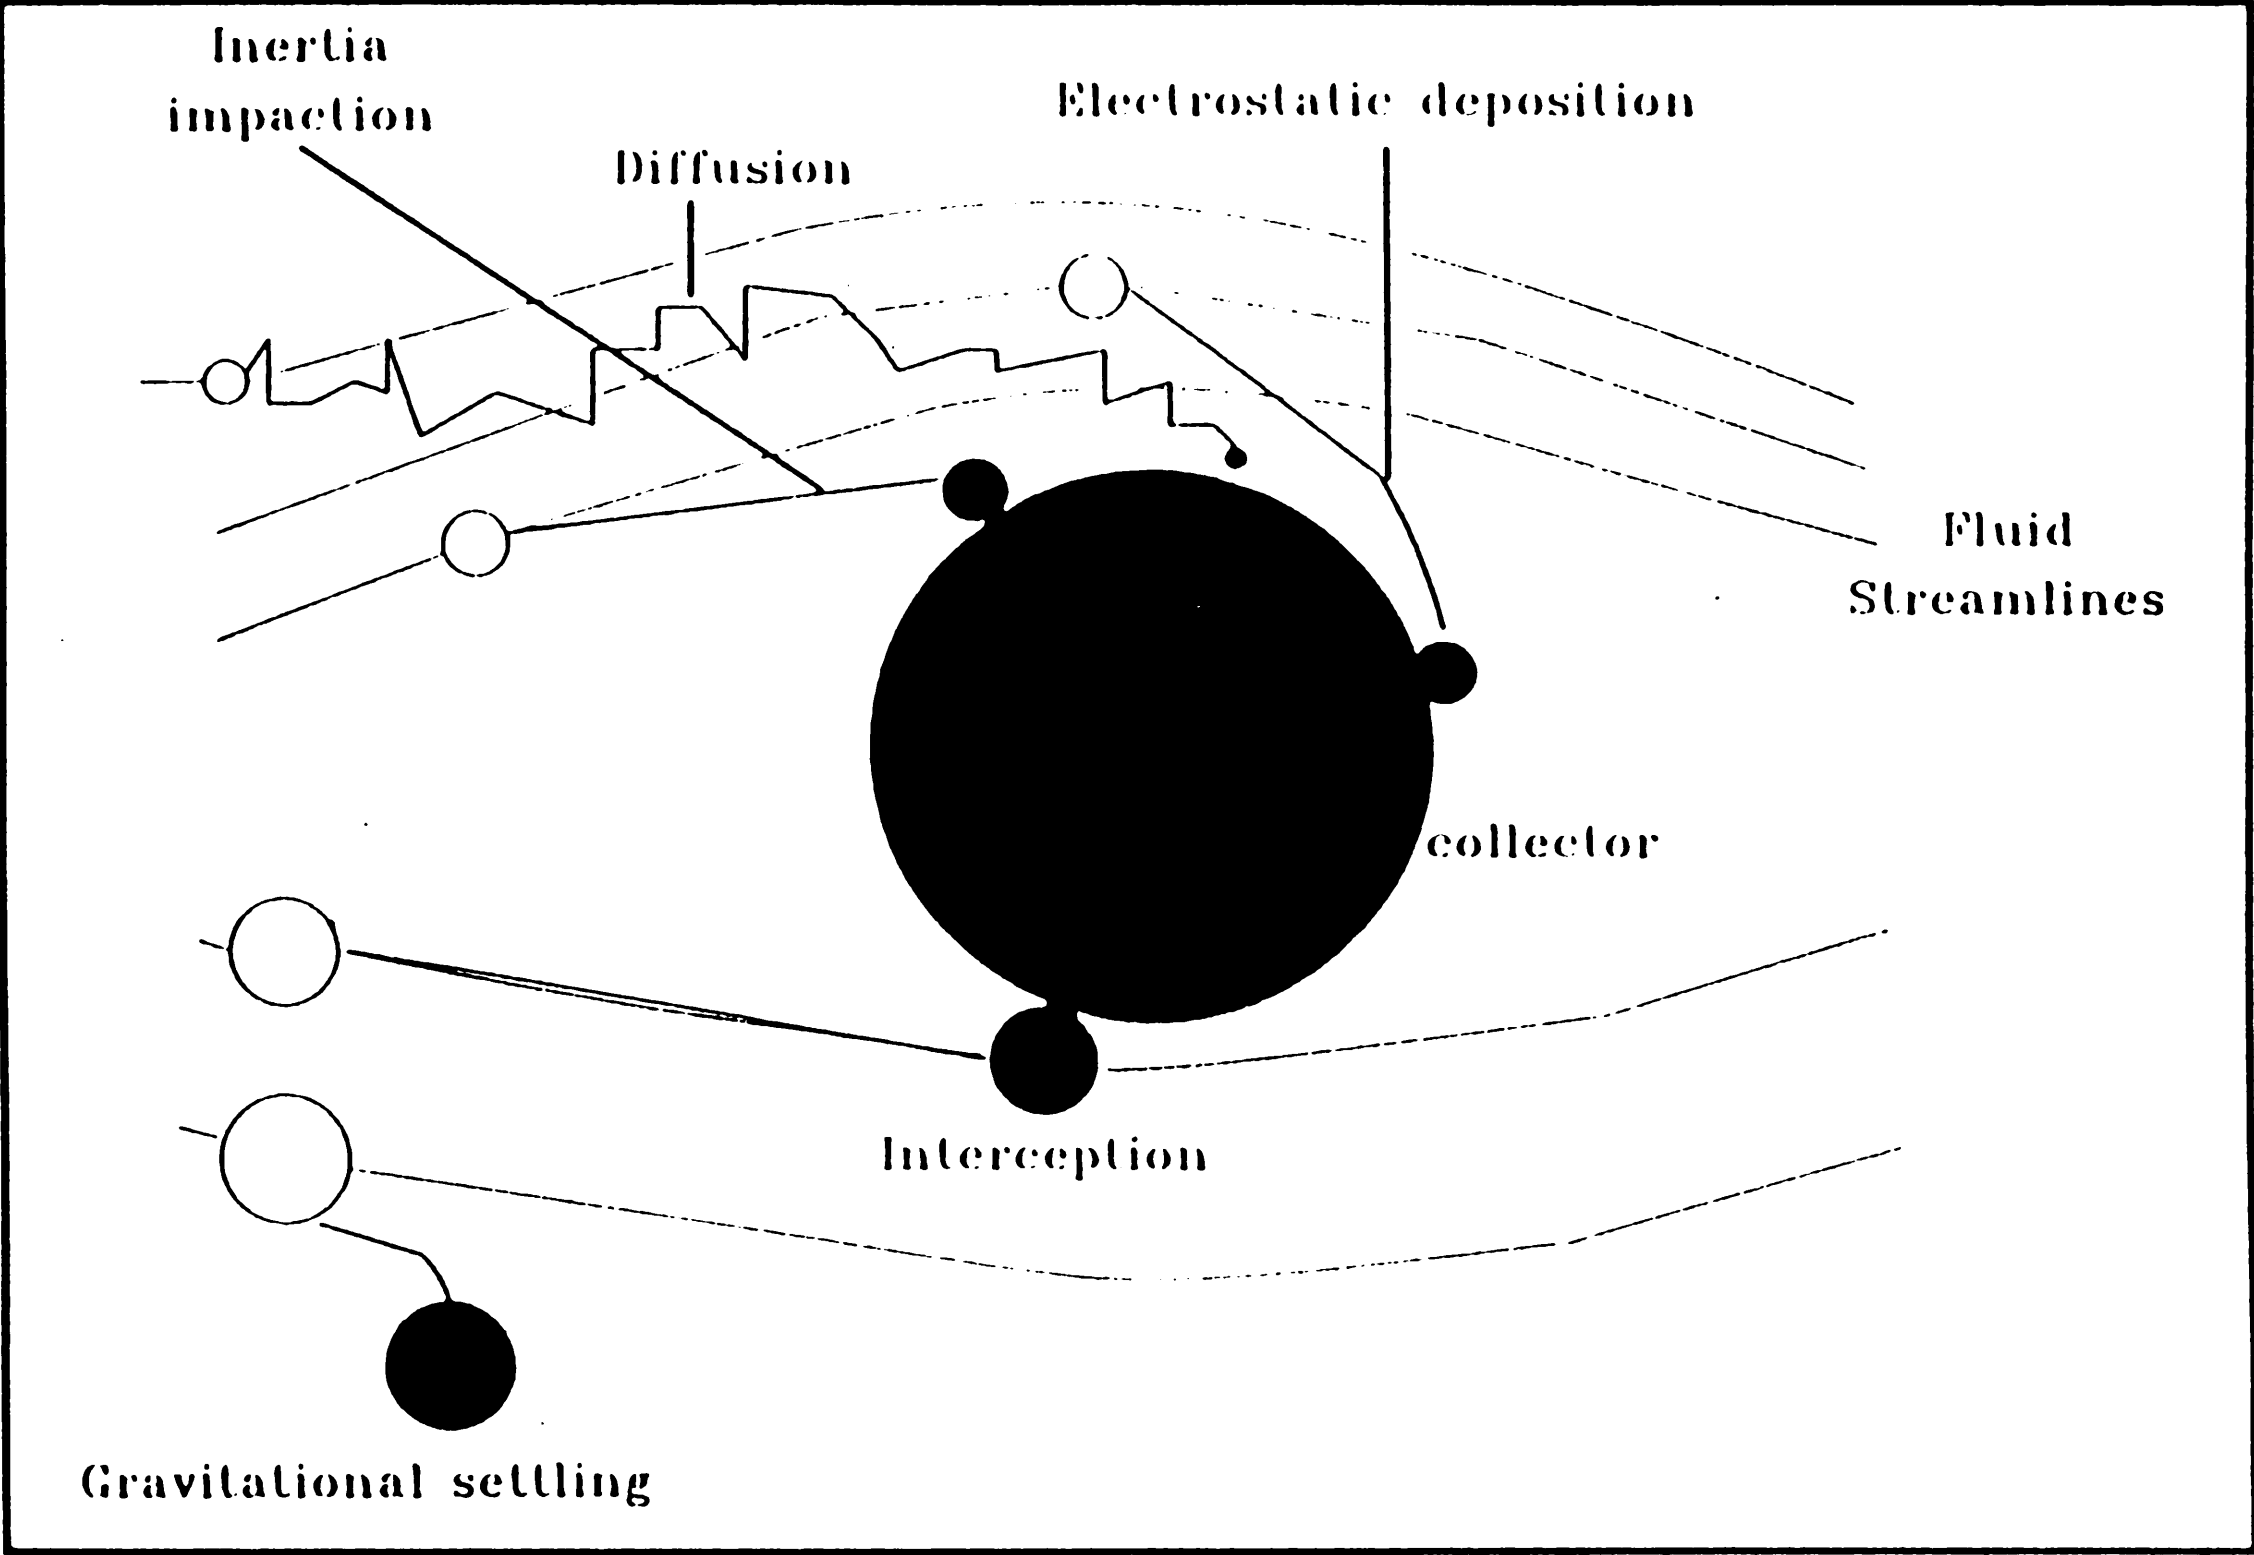 Inertia
impaction
Electrostatic deposition
Diffusion
Fluid
Streamlines
collector
Interception
Gravitational settling